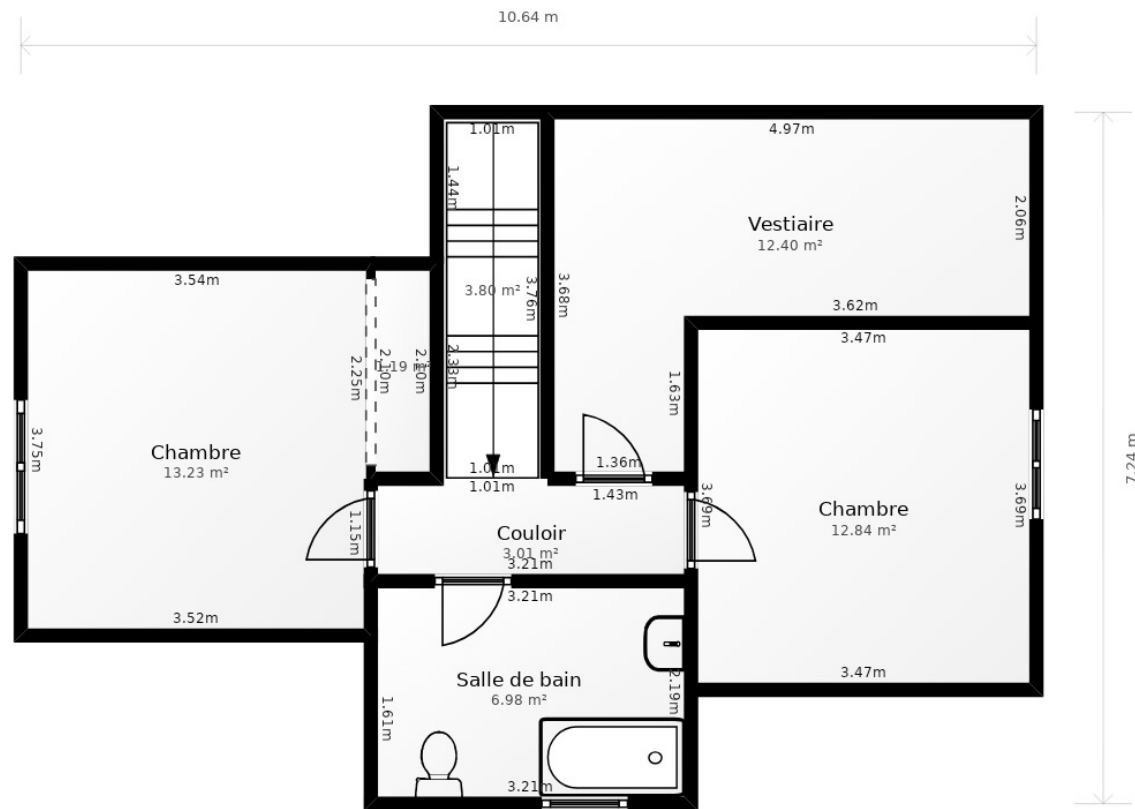 10.64 m
1.01m
4.97m
1.44m
2.06m
Vestiaire
12.40 m²
3.54m
3.68m
3.76m
3.80 m²
3.62m
3.47m
2.25m
2.10m
1.19 m²
2.33m
1.63m
3.75m
Chambre
13.23 m²
7.24 m
1.01m
1.36m
1.01m
1.43m
3.69m
3.69m
Chambre
12.84 m²
1.15m
Couloir
3.01 m²
3.21m
3.21m
3.52m
3.47m
Salle de bain
6.98 m²
2.19m
1.61m
3.21m